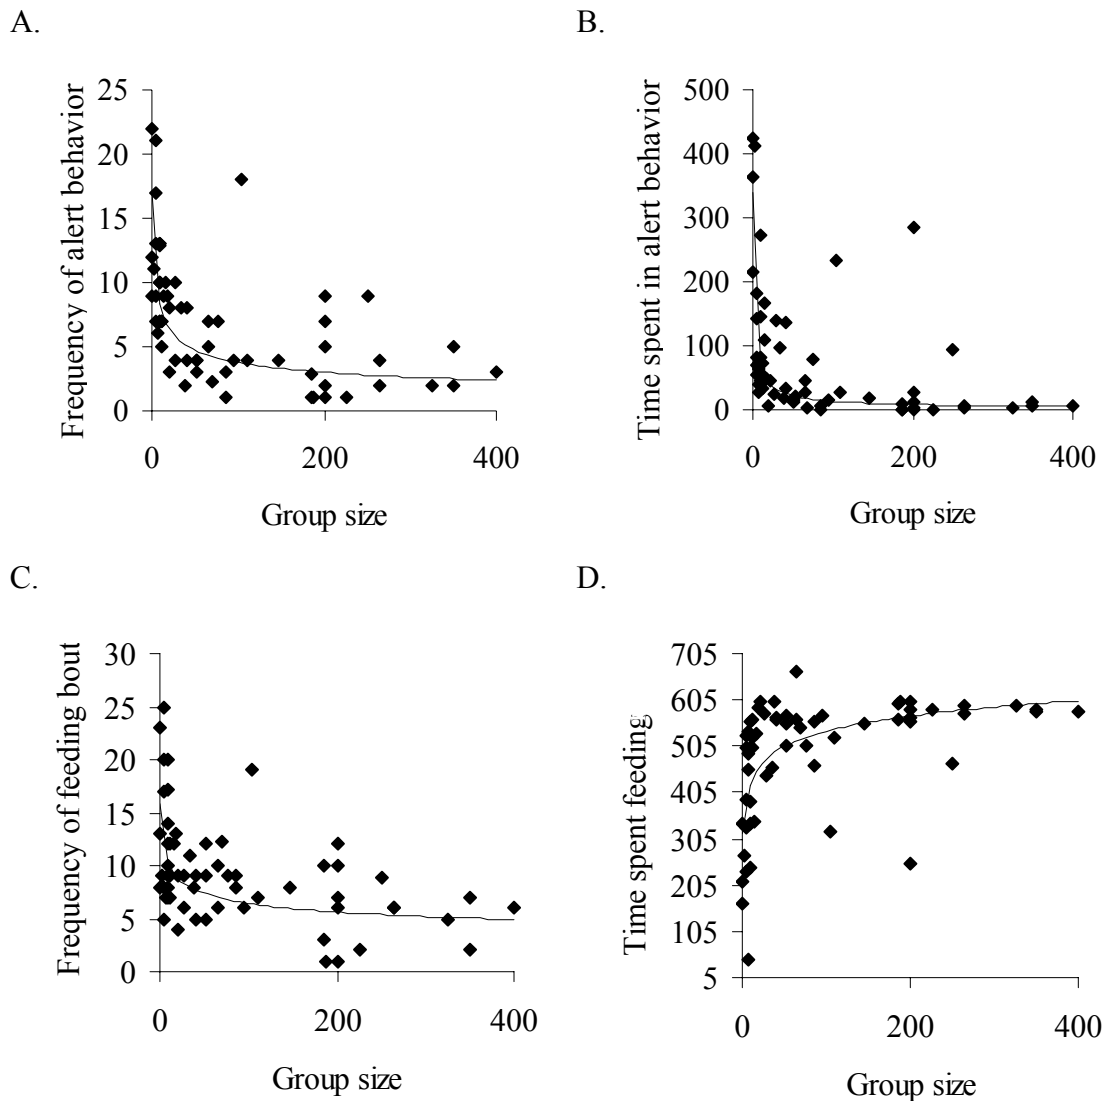 A.
B.
Frequency of alert behavior
25
20
15
10
5
0
0 200 400
Group size
Time spent in alert behavior
500
400
300
200
100
0
0 200 400
Group size
C.
D.
Frequency of feeding bout
30
25
20
15
10
5
0
0 200 400
Group size
Time spent feeding
705
605
505
405
305
205
105
5
0 200 400
Group size